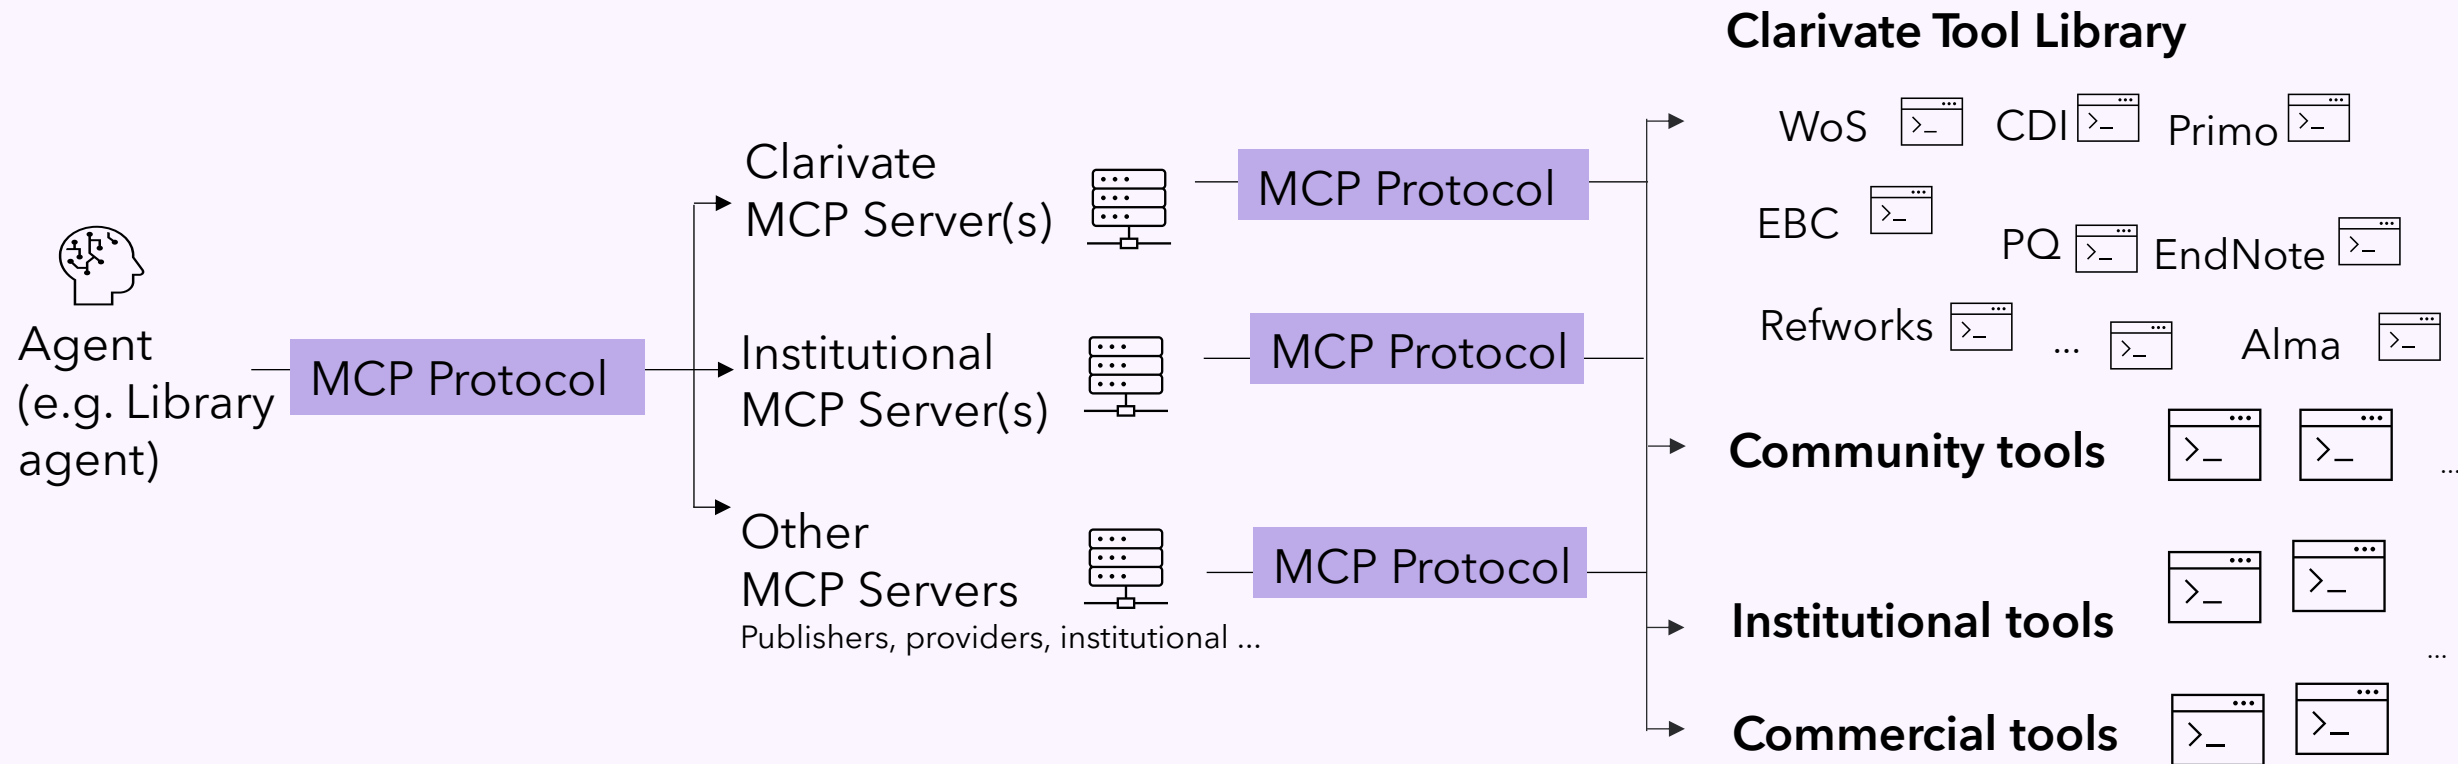 Agent
(e.g. Library
agent)
MCP Protocol
Clarivate
MCP Server(s)
MCP Protocol
Institutional
MCP Server(s)
MCP Protocol
Other
MCP Servers
Publishers, providers, institutional ...
MCP Protocol
Clarivate Tool Library
WoS >_ CDI >_ Primo >_
EBC >_ PQ >_ EndNote >_
Refworks >_ ... >_ Alma >_
Community tools >_ >_ ...
Institutional tools >_ >_ ...
Commercial tools >_ >_